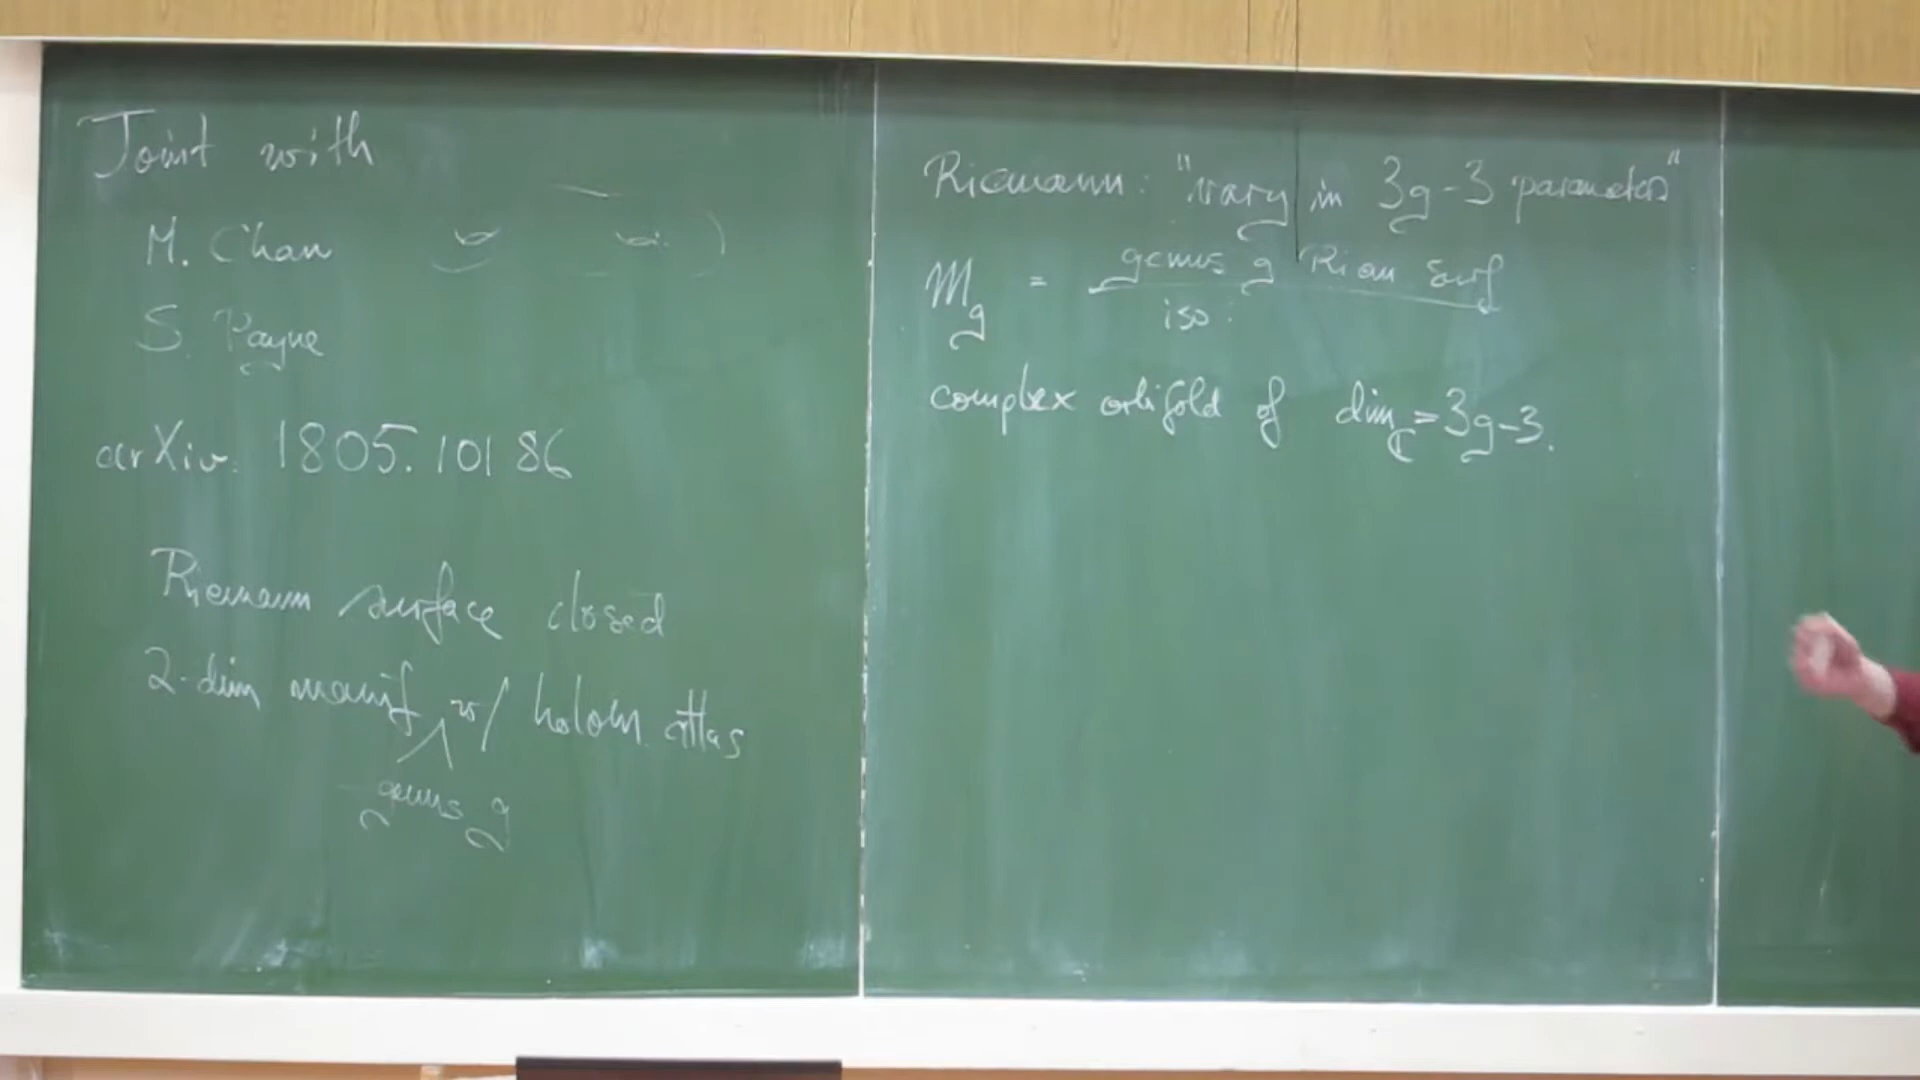 Joint with
M. Chan
S. Payne
arXiv: 1805.10186
Riemann surface closed
2-dim manif w/ holom. atlas
genus g
Riemann: "vary in 3g-3 parameters"
M_g = genus g Riem Surf
iso.
complex orbifold of dim_C = 3g-3.